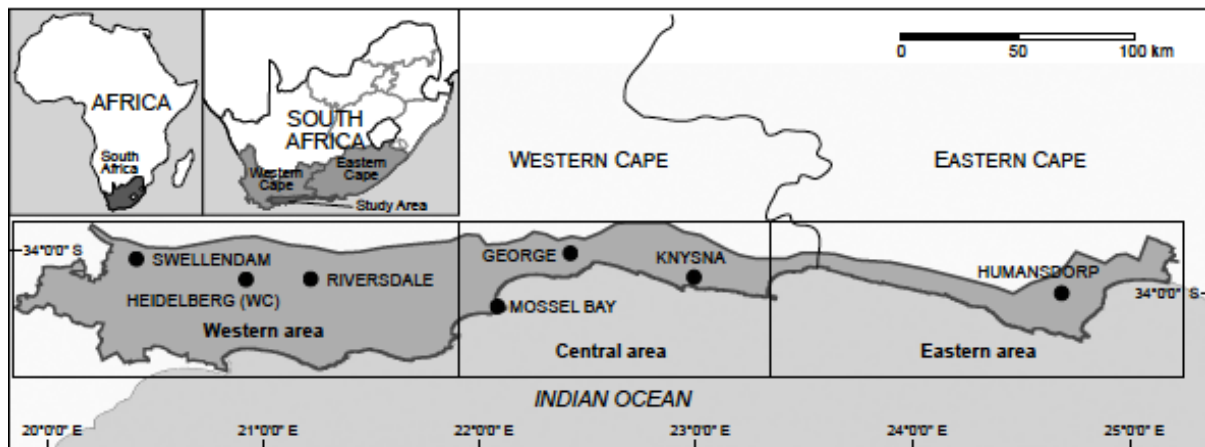 AFRICA
South
Africa
SOUTH
AFRICA
Western
Cape
Eastern
Cape
Study Area
0 50 100 km
WESTERN CAPE
EASTERN CAPE
34°0'0" S
SWELLENDAM
HEIDELBERG (WC)
RIVERSDALE
Western area
GEORGE
KNYSNA
MOSSEL BAY
Central area
HUMANSDORP
34°0'0" S
Eastern area
INDIAN OCEAN
20°0'0" E 21°0'0" E 22°0'0" E 23°0'0" E 24°0'0" E 25°0'0" E